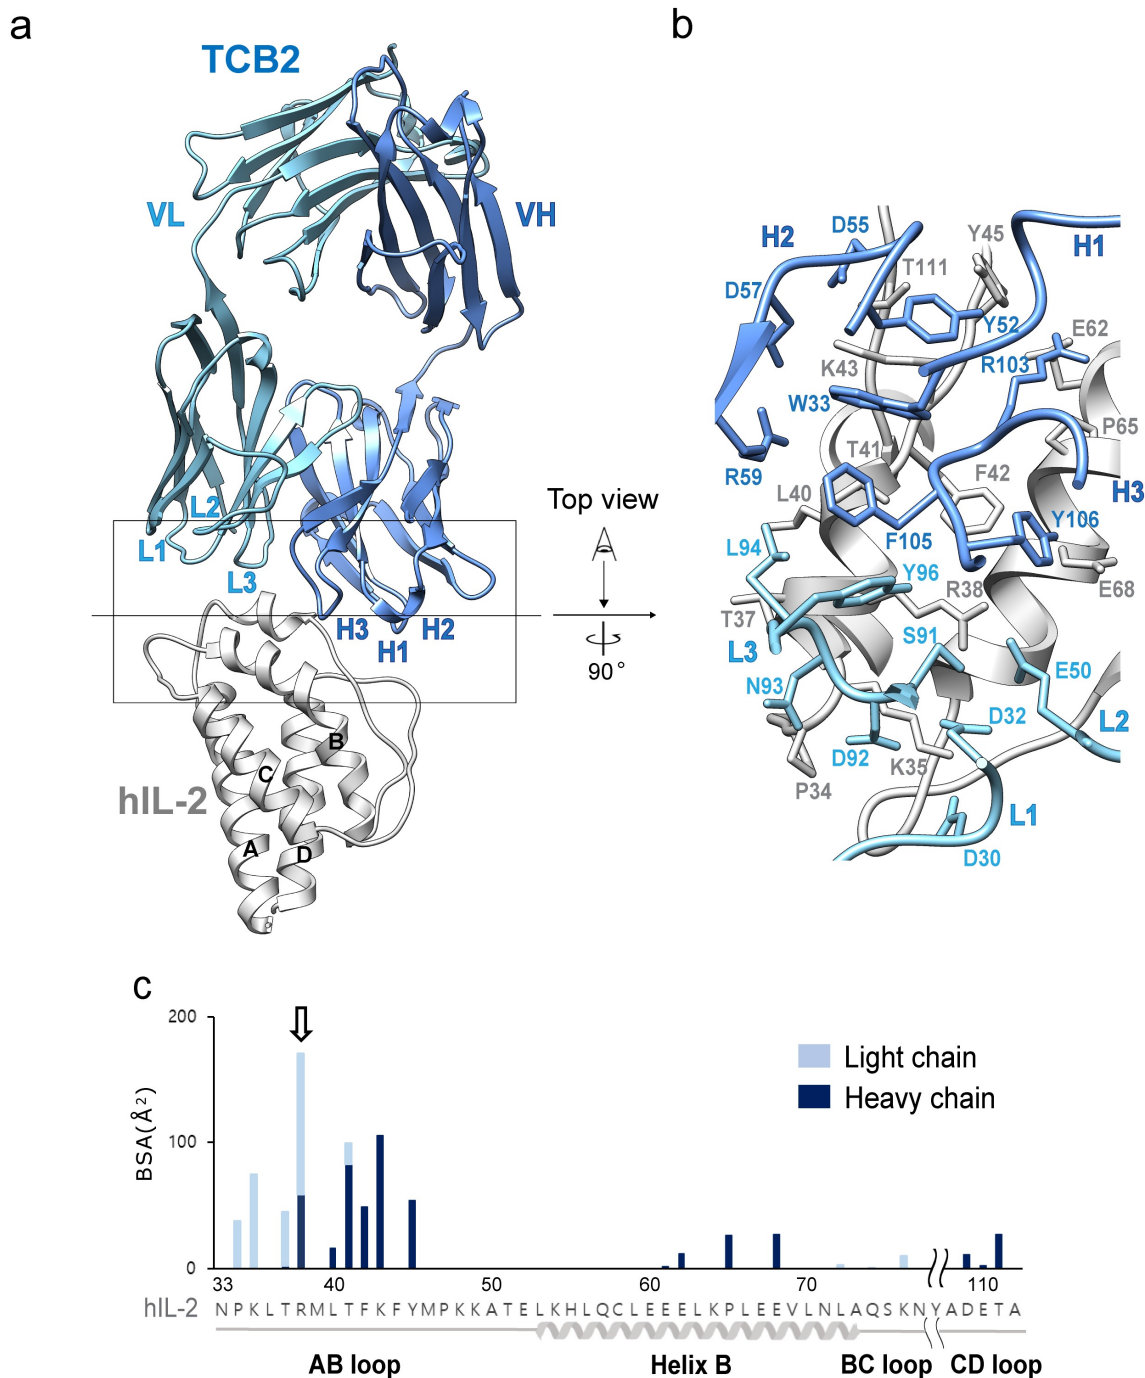 a
TCB2
VL
VH
L2
L1
L3
H3
H2
H1
B
C
A
D
hIL-2
Top view
90°
b
H2
D55
Y45
H1
T111
D57
Y52
E62
K43
R103
W33
P65
T41
F42
R59
L40
H3
Y106
F105
L94
Y96
R38
E68
T37
S91
L3
E50
N93
D32
L2
D92
K35
P34
L1
D30
c
200
100
0
BSA(Å²)
Light chain
Heavy chain
33 40 50 60 70 110
hIL-2 N P K L T R M L T F K F Y M P K K A T E L K H L Q C L E E E L K P L E E V L N L A Q S K N Y A D E T A
AB loop Helix B BC loop CD loop